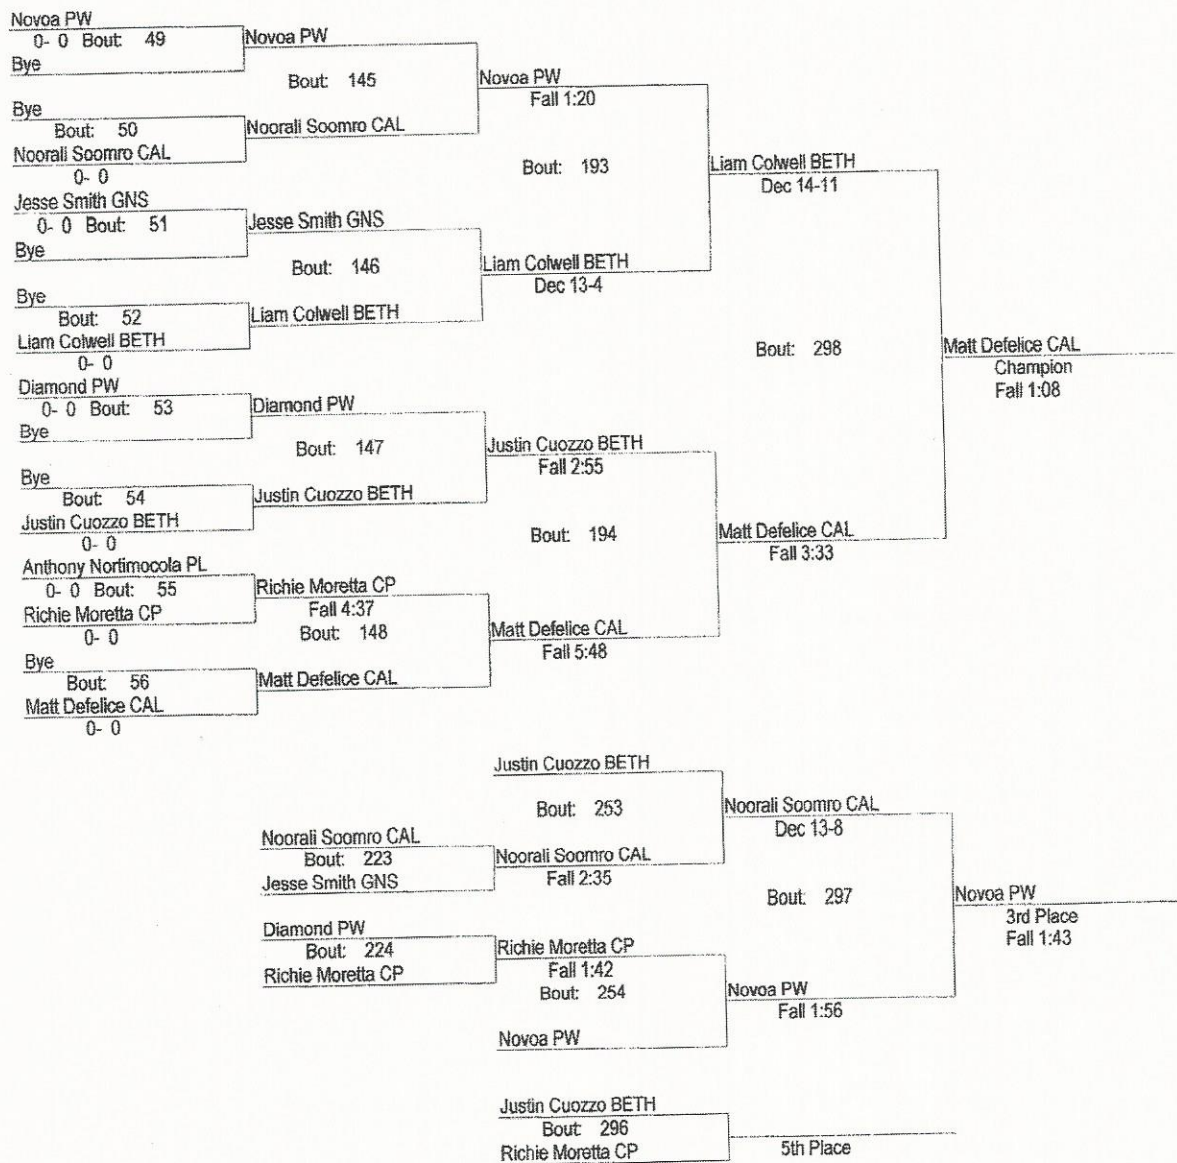 Novoa PW
0- 0 Bout: 49
Bye
Novoa PW
Bout: 145
Bye
Bout: 50
Noorali Soomro CAL
0- 0
Noorali Soomro CAL
Novoa PW
Fall 1:20
Bout: 193
Jesse Smith GNS
0- 0 Bout: 51
Bye
Jesse Smith GNS
Bout: 146
Bye
Bout: 52
Liam Colwell BETH
0- 0
Liam Colwell BETH
Liam Colwell BETH
Dec 13-4
Liam Colwell BETH
Dec 14-11
Bout: 298
Matt Defelice CAL
Champion
Fall 1:08
Diamond PW
0- 0 Bout: 53
Bye
Diamond PW
Bout: 147
Bye
Bout: 54
Justin Cuozzo BETH
0- 0
Justin Cuozzo BETH
Justin Cuozzo BETH
Fall 2:55
Bout: 194
Anthony Nortimocola PL
0- 0 Bout: 55
Richie Moretta CP
0- 0
Richie Moretta CP
Fall 4:37
Bout: 148
Bye
Bout: 56
Matt Defelice CAL
0- 0
Matt Defelice CAL
Matt Defelice CAL
Fall 5:48
Matt Defelice CAL
Fall 3:33
Justin Cuozzo BETH
Bout: 253
Noorali Soomro CAL
Bout: 223
Jesse Smith GNS
Noorali Soomro CAL
Fall 2:35
Noorali Soomro CAL
Dec 13-8
Bout: 297
Novoa PW
3rd Place
Fall 1:43
Diamond PW
Bout: 224
Richie Moretta CP
Richie Moretta CP
Fall 1:42
Bout: 254
Novoa PW
Novoa PW
Fall 1:56
Justin Cuozzo BETH
Bout: 296
Richie Moretta CP
5th Place